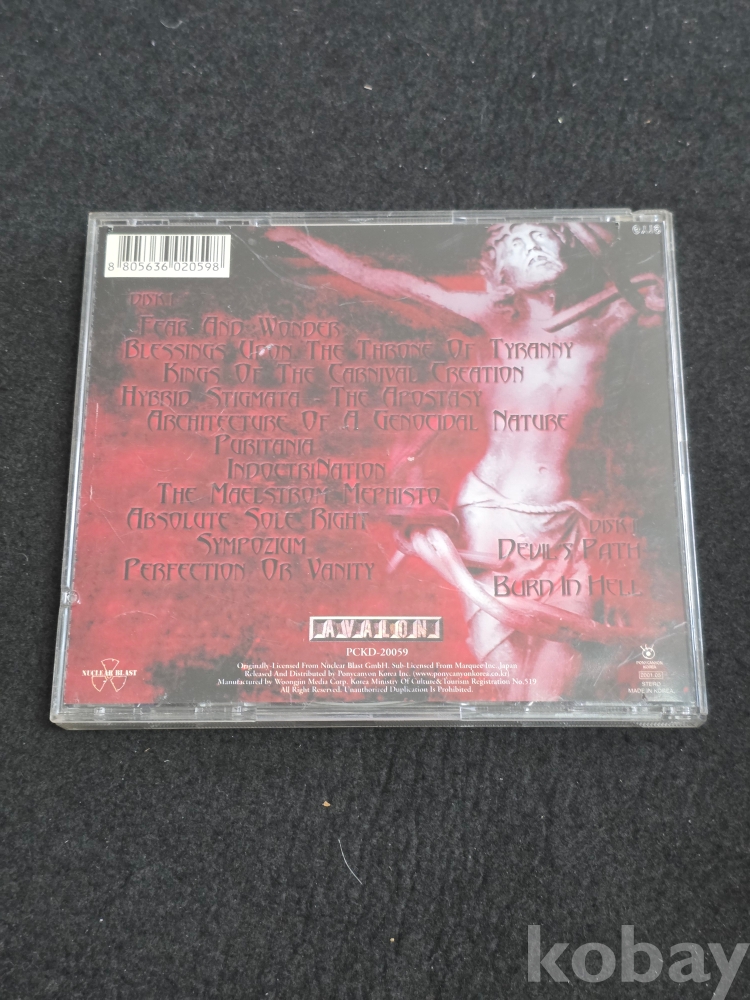 8 805636 020598
DISK I
Fear And Wonder
Blessings Upon The Throne Of Tyranny
Kings Of The Carnival Creation
Hybrid Stigmata - The Apostasy
Architecture Of A Genocidal Nature
Puritania
IndoctriNation
The Maelstrom Mephisto
Absolute Sole Right
Sympozium
Perfection Or Vanity
Devil's Path
Burn In Hell
AVALON
PCKD-20059
Originally Licensed From Nuclear Blast GmbH. Sub-Licensed From Marquee Inc. Japan
Released And Distributed by Ponycanyon Korea Inc. (www.ponycanyonkorea.co.kr)
Manufactured by Woongjin Media Corp. Korea Ministry Of Culture& Tourism Registration No.519
All Right Reserved. Unauthorized Duplication Is Prohibited.
NUCLEAR BLAST
STEREO
MADE IN KOREA
kobay